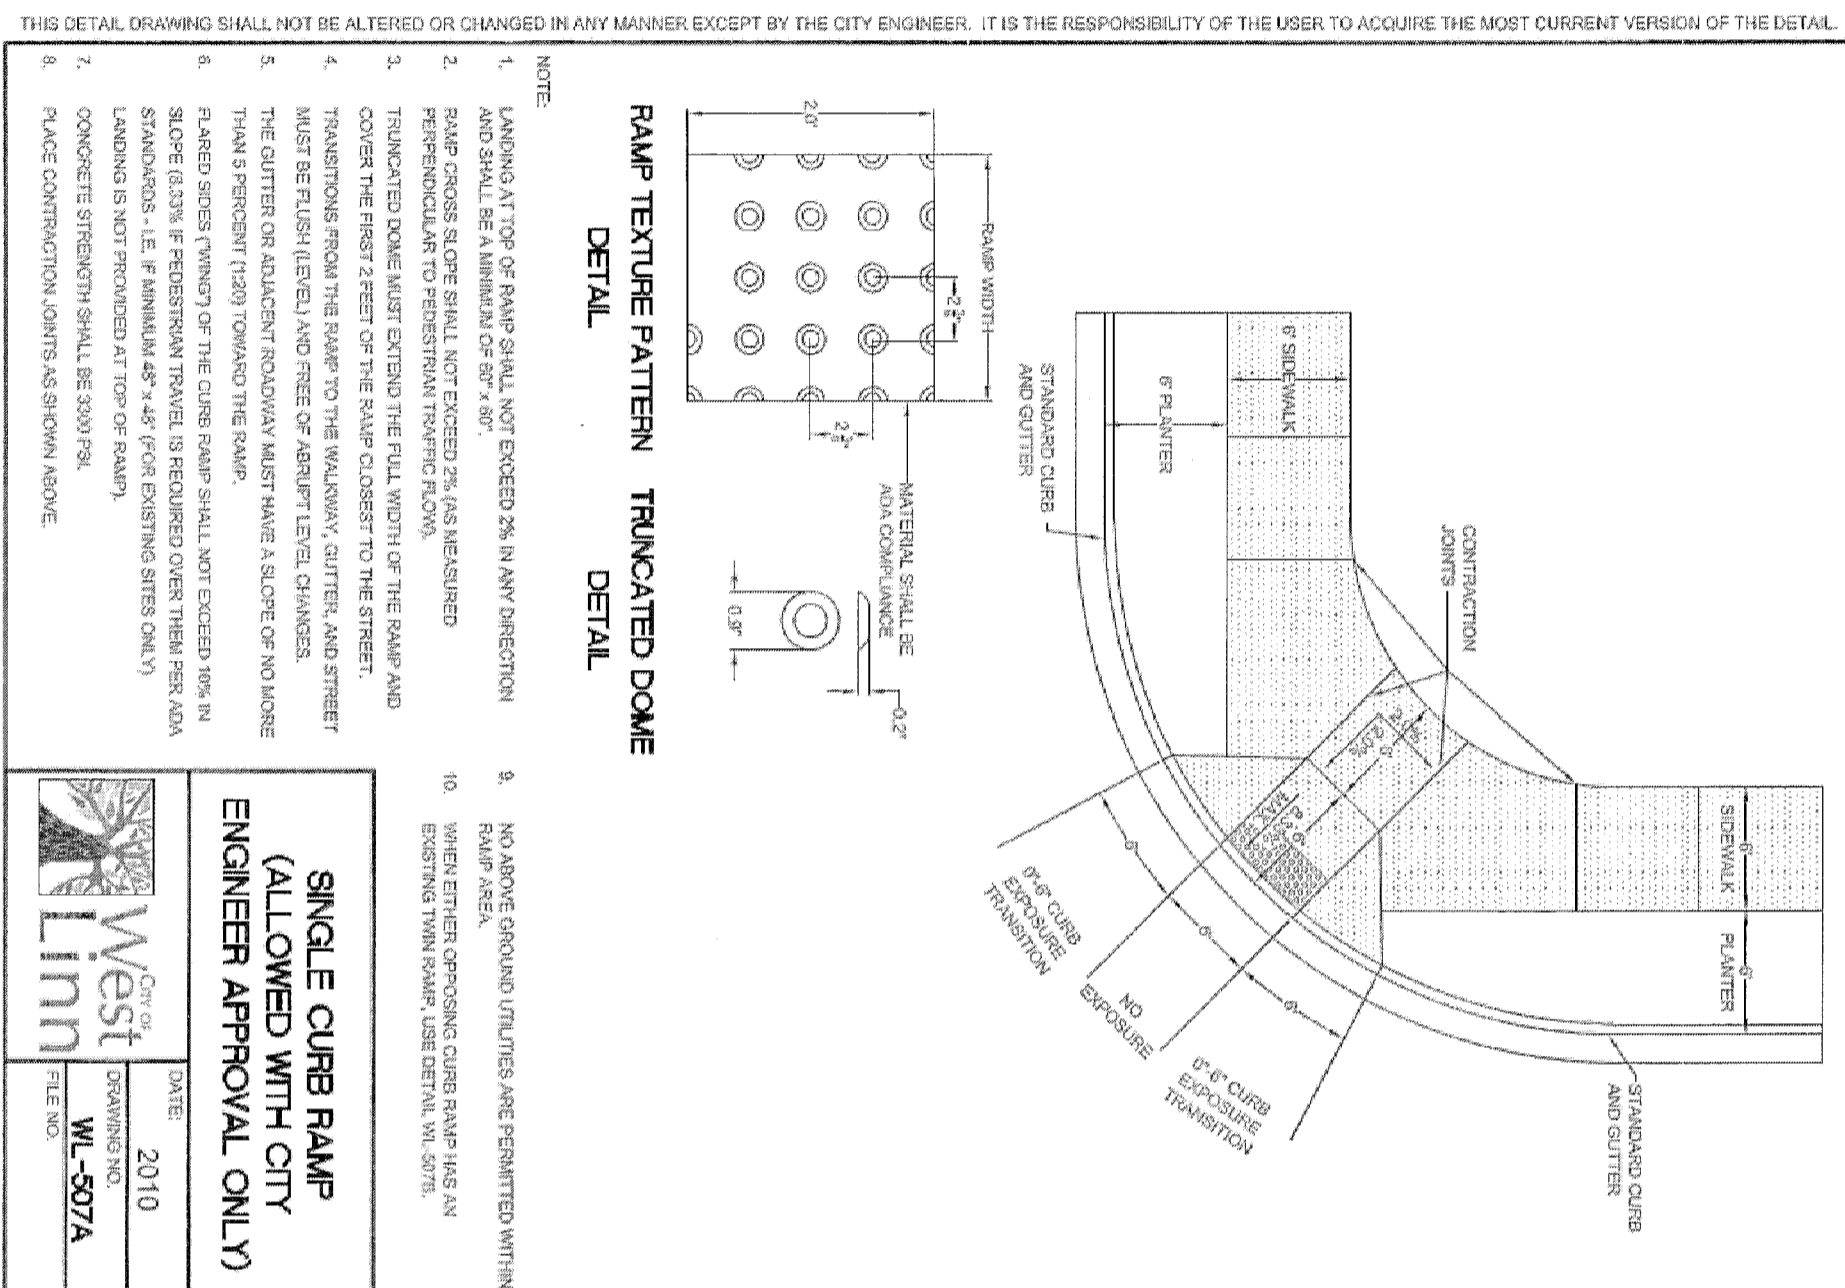 THIS DETAIL DRAWING SHALL NOT BE ALTERED OR CHANGED IN ANY MANNER EXCEPT BY THE CITY ENGINEER. IT IS THE RESPONSIBILITY OF THE USER TO ACQUIRE THE MOST CURRENT VERSION OF THE DETAIL.
STANDARD CURB
AND GUTTER
6'
SIDEWALK
6'
PLANTER
CONTRACTION
JOINTS
6' SIDEWALK
6' PLANTER
STANDARD CURB
AND GUTTER
2.0%
2.0%
6'
MAX
6'
6'
6'
0"-6" CURB
EXPOSURE
TRANSITION
NO
EXPOSURE
0"-6" CURB
EXPOSURE
TRANSITION
2.0'
RAMP WIDTH
2 3/8"
2 3/8"
MATERIAL SHALL BE
ADA COMPLIANCE
0.2"
0.9"
RAMP TEXTURE PATTERN
DETAIL
TRUNCATED DOME
DETAIL
NOTE:
1. LANDING AT TOP OF RAMP SHALL NOT EXCEED 2% IN ANY DIRECTION
AND SHALL BE A MINIMUM OF 60" x 60".
2. RAMP CROSS SLOPE SHALL NOT EXCEED 2% (AS MEASURED
PERPENDICULAR TO PEDESTRIAN TRAFFIC FLOW).
3. TRUNCATED DOME MUST EXTEND THE FULL WIDTH OF THE RAMP AND
COVER THE FIRST 2 FEET OF THE RAMP CLOSEST TO THE STREET.
4. TRANSITIONS FROM THE RAMP TO THE WALKWAY, GUTTER, AND STREET
MUST BE FLUSH (LEVEL) AND FREE OF ABRUPT LEVEL CHANGES.
5. THE GUTTER OR ADJACENT ROADWAY MUST HAVE A SLOPE OF NO MORE
THAN 5 PERCENT (1:20) TOWARD THE RAMP.
6. FLARED SIDES ("WING") OF THE CURB RAMP SHALL NOT EXCEED 10% IN
SLOPE (8.33% IF PEDESTRIAN TRAVEL IS REQUIRED OVER THEM PER ADA
STANDARDS - I.E. IF MINIMUM 48" x 48" (FOR EXISTING SITES ONLY)
LANDING IS NOT PROVIDED AT TOP OF RAMP).
7. CONCRETE STRENGTH SHALL BE 3300 PSI.
8. PLACE CONTRACTION JOINTS AS SHOWN ABOVE.
9. NO ABOVE GROUND UTILITIES ARE PERMITTED WITHIN
RAMP AREA.
10. WHEN EITHER OPPOSING CURB RAMP HAS AN
EXISTING TWIN RAMP, USE DETAIL WL-507B.
SINGLE CURB RAMP
(ALLOWED WITH CITY
ENGINEER APPROVAL ONLY)
CITY OF
West
Linn
DATE:
2010
DRAWING NO.
WL-507A
FILE NO.